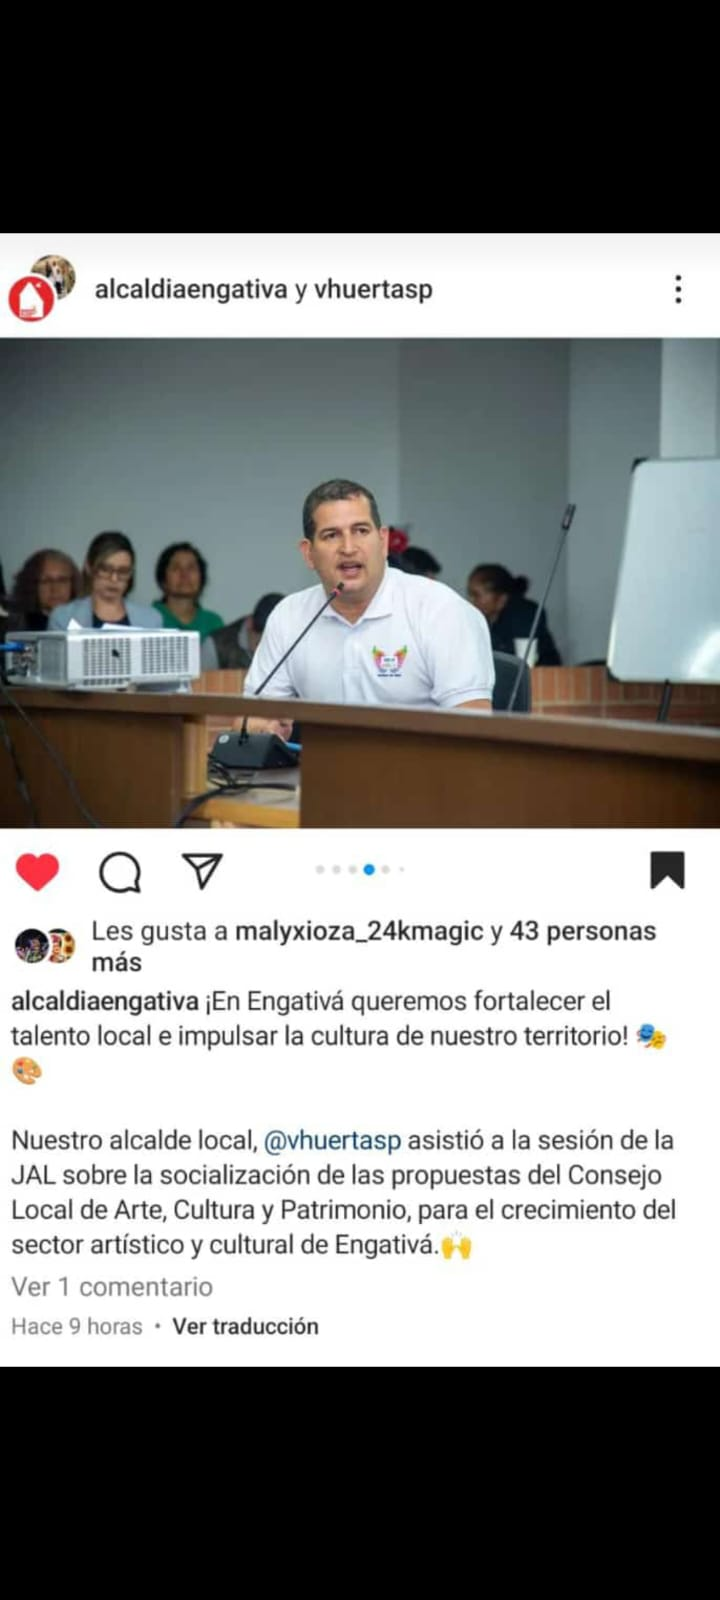 alcaldiaengativa y vhuertasp
Les gusta a malyxioza_24kmagic y 43 personas
más
alcaldiaengativa ¡En Engativá queremos fortalecer el
talento local e impulsar la cultura de nuestro territorio! 🎭
🎨
Nuestro alcalde local, @vhuertasp asistió a la sesión de la
JAL sobre la socialización de las propuestas del Consejo
Local de Arte, Cultura y Patrimonio, para el crecimiento del
sector artístico y cultural de Engativá.🙌
Ver 1 comentario
Hace 9 horas • Ver traducción